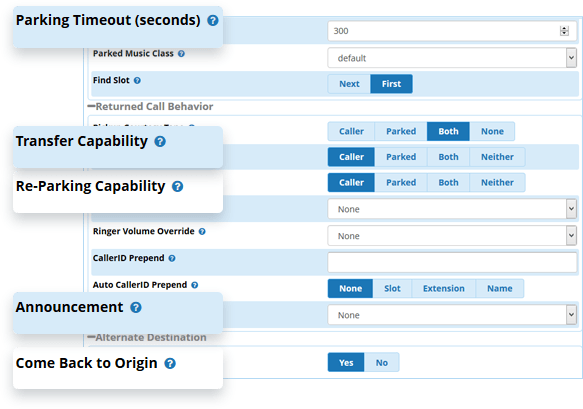 Parking Timeout (seconds) ?
300
Parked Music Class ?
default
Find Slot ?
Next First
Returned Call Behavior
Caller Parked Both None
Transfer Capability ?
Caller Parked Both Neither
Re-Parking Capability ?
Caller Parked Both Neither
None
Ringer Volume Override ?
None
CallerID Prepend ?
Auto CallerID Prepend ?
None Slot Extension Name
Announcement ?
None
Alternate Destination
Come Back to Origin ?
Yes No